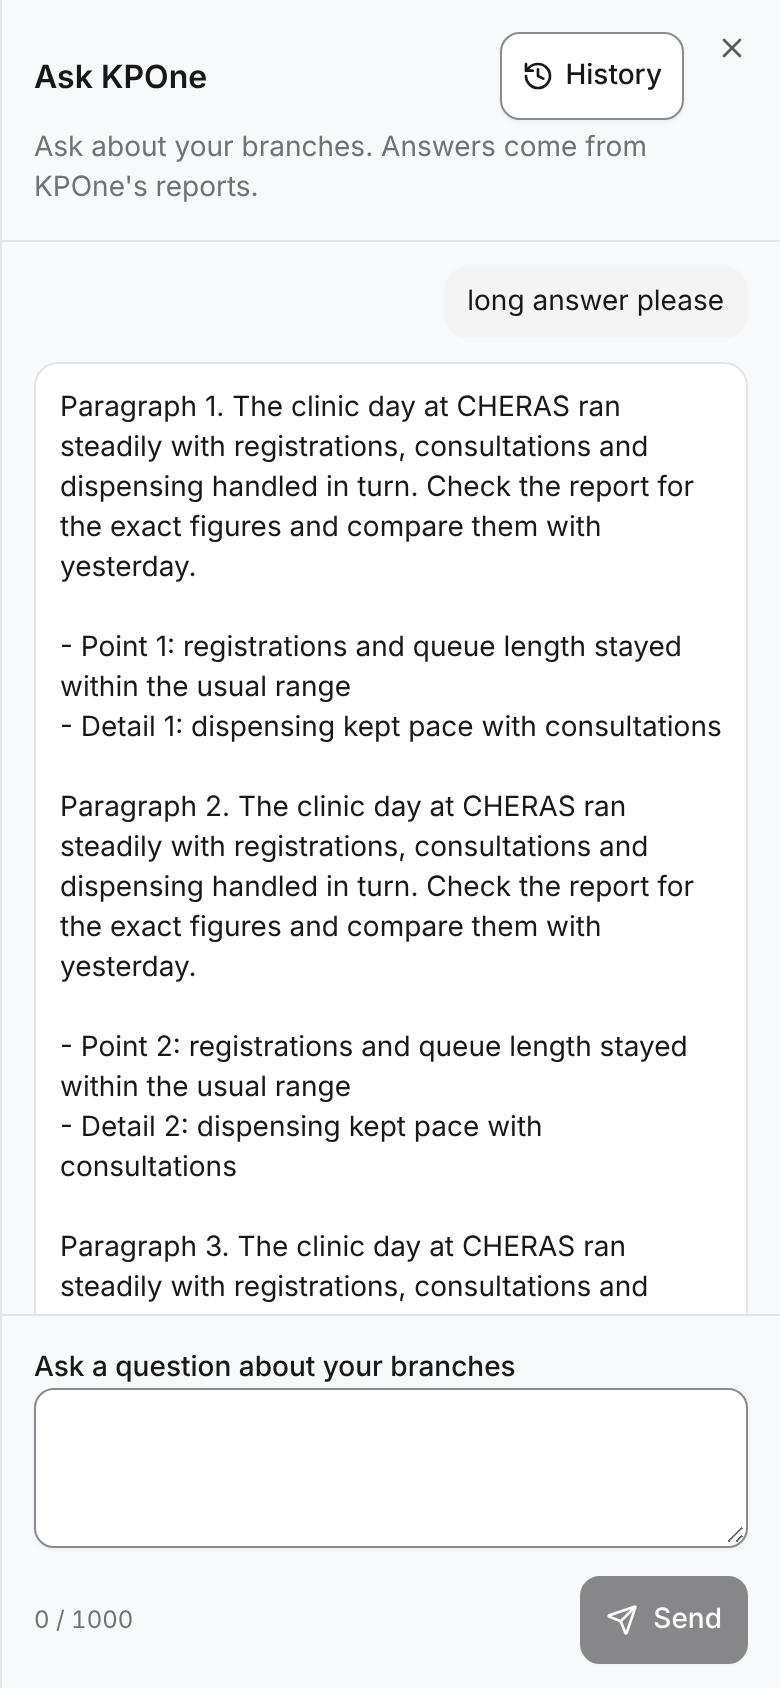 Ask KPOne
History
Ask about your branches. Answers come from
KPOne's reports.
long answer please
Paragraph 1. The clinic day at CHERAS ran
steadily with registrations, consultations and
dispensing handled in turn. Check the report for
the exact figures and compare them with
yesterday.
- Point 1: registrations and queue length stayed
within the usual range
- Detail 1: dispensing kept pace with consultations
Paragraph 2. The clinic day at CHERAS ran
steadily with registrations, consultations and
dispensing handled in turn. Check the report for
the exact figures and compare them with
yesterday.
- Point 2: registrations and queue length stayed
within the usual range
- Detail 2: dispensing kept pace with
consultations
Paragraph 3. The clinic day at CHERAS ran
steadily with registrations, consultations and
Ask a question about your branches
0 / 1000
Send